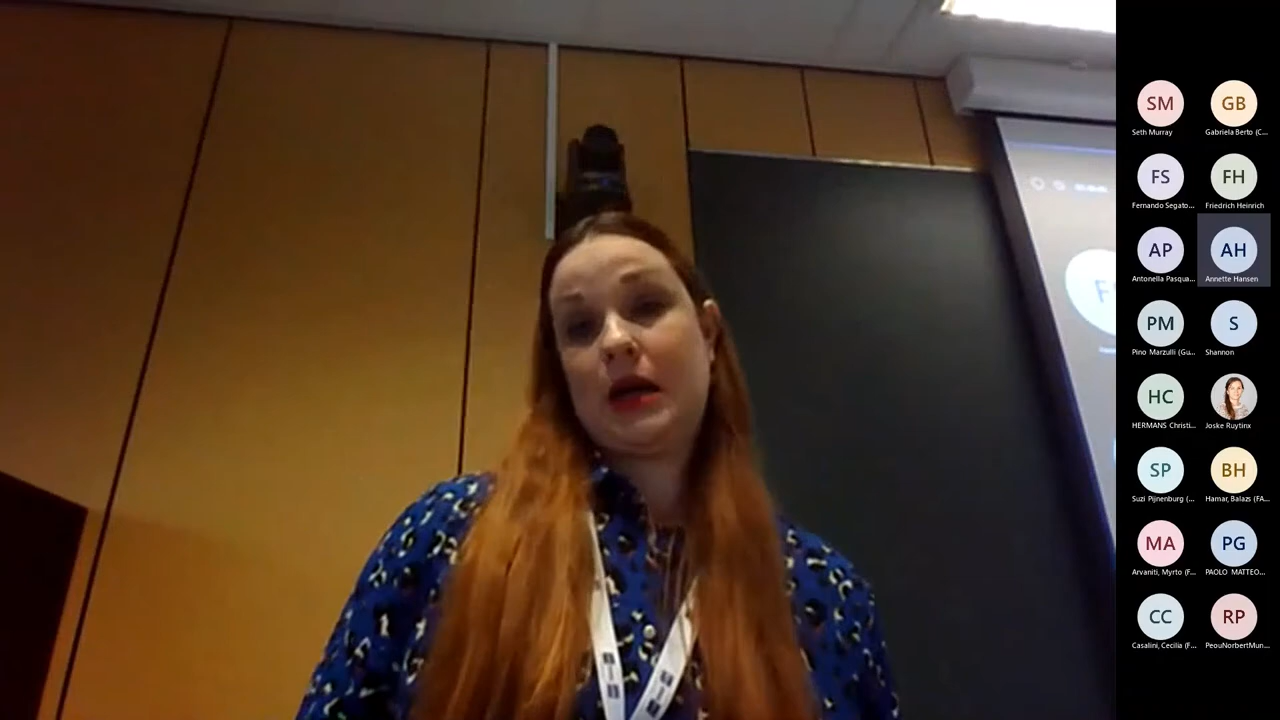 SM
GB
Seth Murray
Gabriela Berto (C...
FS
FH
Fernando Segato...
Friedrich Heinrich
AP
AH
Antonella Pasqua...
Annette Hansen
PM
S
Pino Marzulli (Gu...
Shannon
HC
HERMANS Christi...
Joske Ruytinx
SP
BH
Suzi Pijnenburg (...
Hamar, Balazs (FA...
MA
PG
Arvaniti, Myrto (F...
PAOLO MATTEO...
CC
RP
Casalini, Cecilia (F...
PeouNorbertMun...